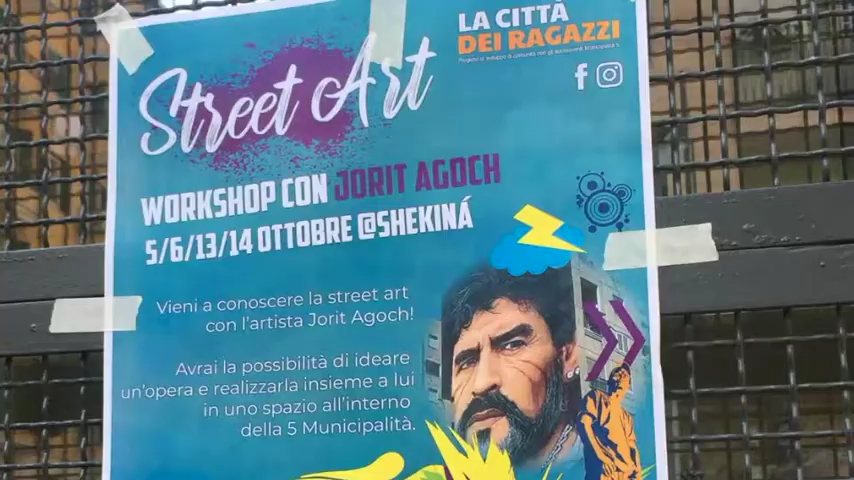 Street Art
LA CITTÀ
DEI RAGAZZI
WORKSHOP CON JORIT AGOCH
5/6/13/14 OTTOBRE @SHEKINÁ
Vieni a conoscere la street art
con l'artista Jorit Agoch!
Avrai la possibilità di ideare
un'opera e realizzarla insieme a lui
in uno spazio all'interno
della 5 Municipalità.